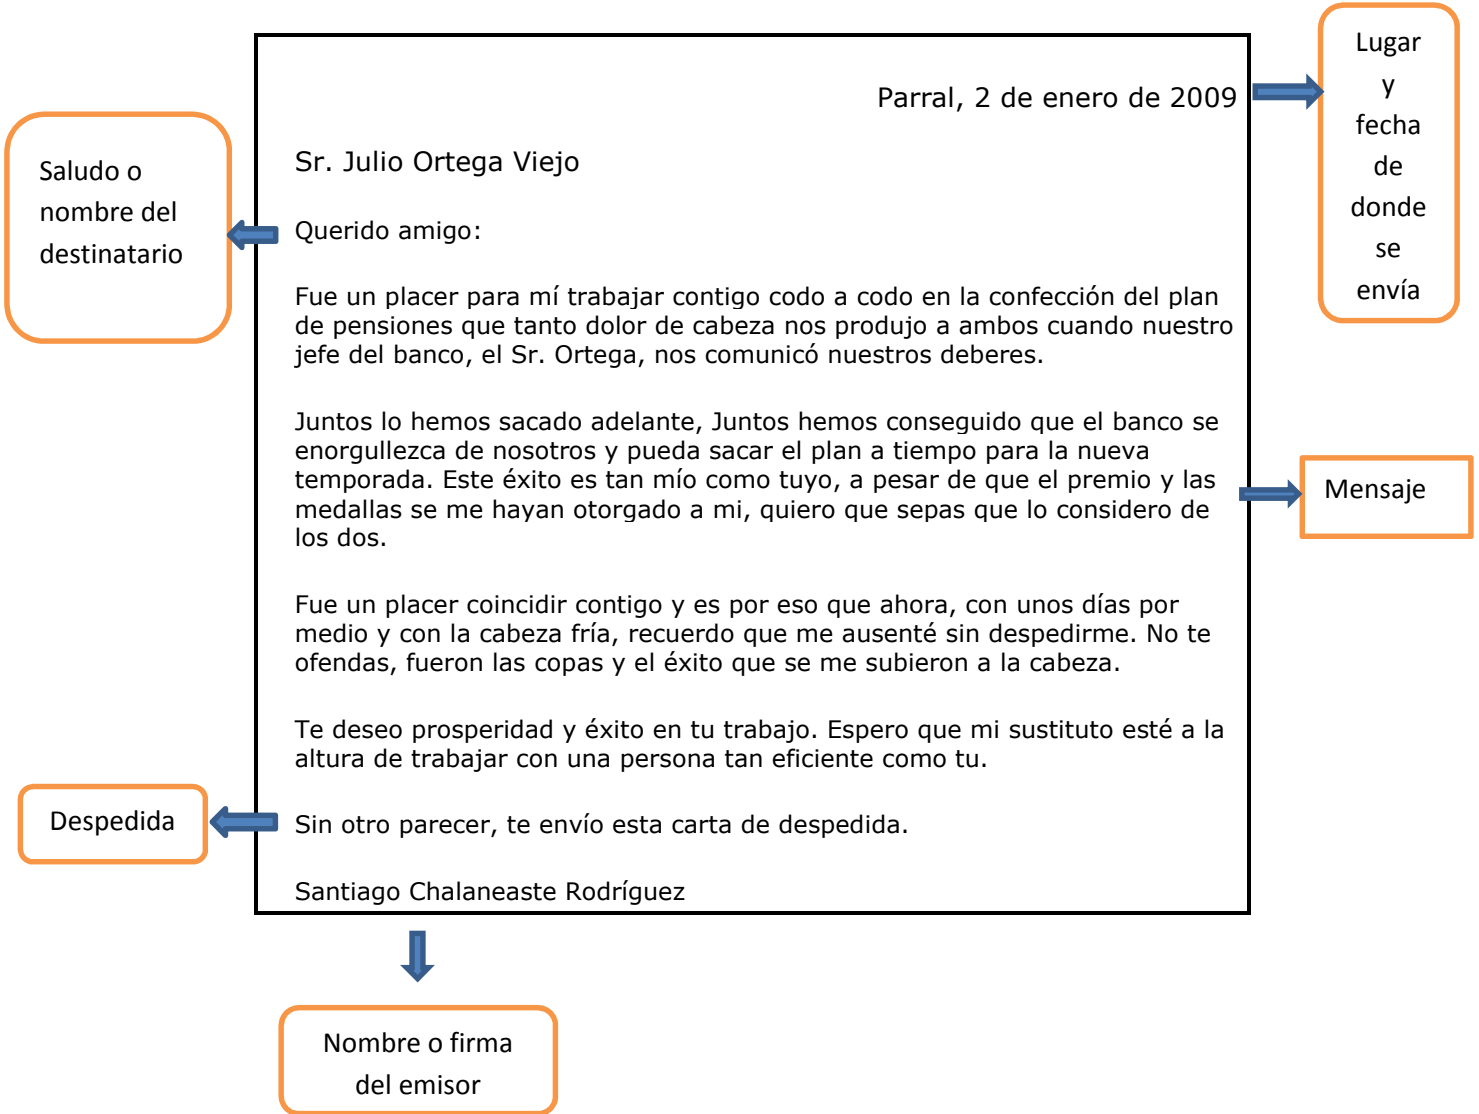 Lugar
y
fecha
de
donde
se
envía
Parral, 2 de enero de 2009
Saludo o
nombre del
destinatario
Sr. Julio Ortega Viejo
Querido amigo:
Fue un placer para mí trabajar contigo codo a codo en la confección del plan
de pensiones que tanto dolor de cabeza nos produjo a ambos cuando nuestro
jefe del banco, el Sr. Ortega, nos comunicó nuestros deberes.
Juntos lo hemos sacado adelante, Juntos hemos conseguido que el banco se
enorgullezca de nosotros y pueda sacar el plan a tiempo para la nueva
temporada. Este éxito es tan mío como tuyo, a pesar de que el premio y las
medallas se me hayan otorgado a mi, quiero que sepas que lo considero de
los dos.
Mensaje
Fue un placer coincidir contigo y es por eso que ahora, con unos días por
medio y con la cabeza fría, recuerdo que me ausenté sin despedirme. No te
ofendas, fueron las copas y el éxito que se me subieron a la cabeza.
Te deseo prosperidad y éxito en tu trabajo. Espero que mi sustituto esté a la
altura de trabajar con una persona tan eficiente como tu.
Despedida
Sin otro parecer, te envío esta carta de despedida.
Santiago Chalaneaste Rodríguez
Nombre o firma
del emisor